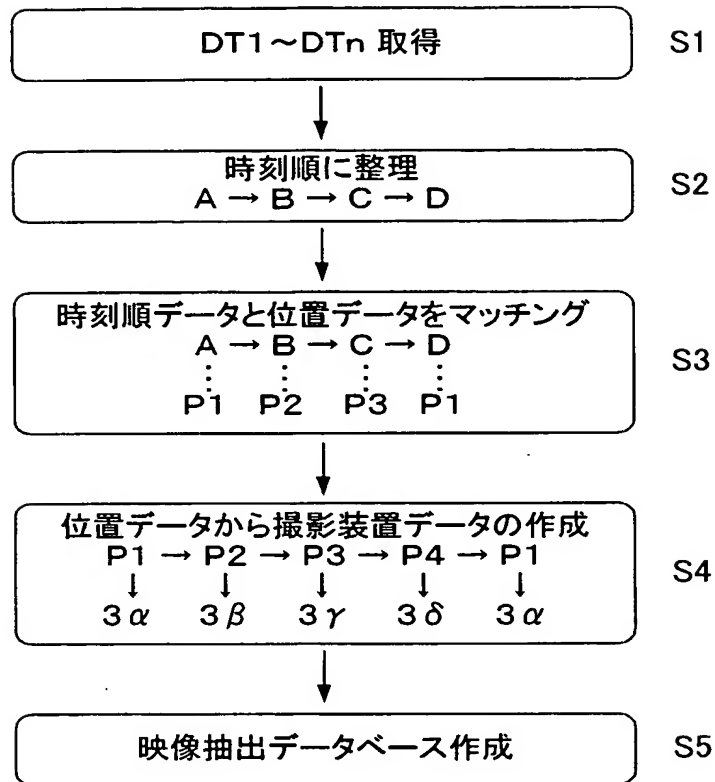 DT1～DTn 取得 S1
時刻順に整理
A → B → C → D S2
時刻順データと位置データをマッチング
A → B → C → D
P1 P2 P3 P1 S3
位置データから撮影装置データの作成
P1 → P2 → P3 → P4 → P1 S4
3α 3β 3γ 3δ 3α
映像抽出データベース作成 S5